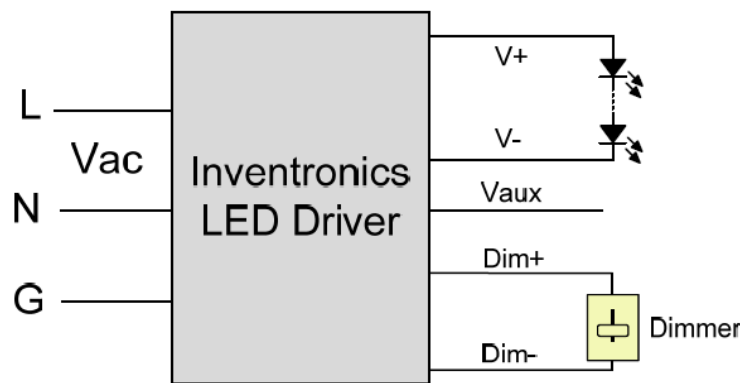 L
Vac
N
G
Inventronics
LED Driver
V+
V-
Vaux
Dim+
Dim-
Dimmer